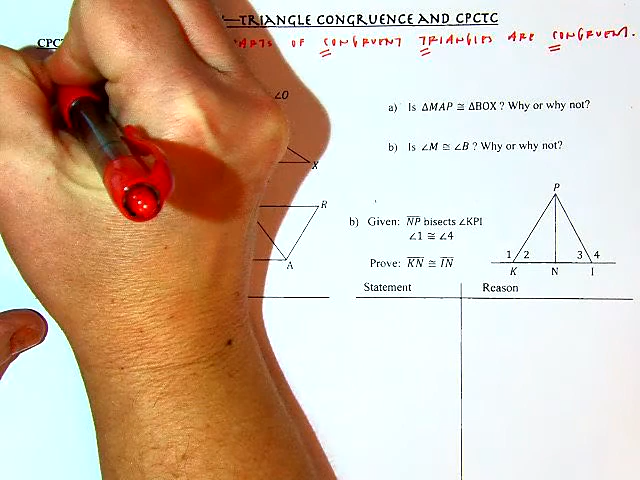 —TRIANGLE CONGRUENCE AND CPCTC
CPCT
PARTS OF CONGRUENT TRIANGLES ARE CONGRUENT.
∠O
a) Is ΔMAP ≅ ΔBOX ? Why or why not?
X
b) Is ∠M ≅ ∠B ? Why or why not?
R
A
b) Given: NP bisects ∠KPI
∠1 ≅ ∠4
Prove: KN ≅ IN
P
1 2 3 4
K N I
Statement Reason